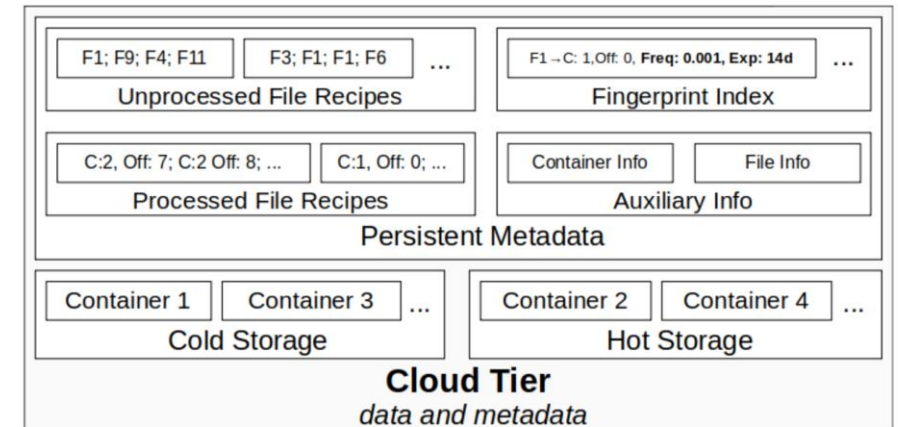 F1; F9; F4; F11
F3; F1; F1; F6
...
Unprocessed File Recipes
F1→C: 1,Off: 0, Freq: 0.001, Exp: 14d
...
Fingerprint Index
C:2, Off: 7; C:2 Off: 8; ...
C:1, Off: 0; ...
Processed File Recipes
Container Info
File Info
Auxiliary Info
Persistent Metadata
Container 1
Container 3
...
Cold Storage
Container 2
Container 4
...
Hot Storage
Cloud Tier
data and metadata